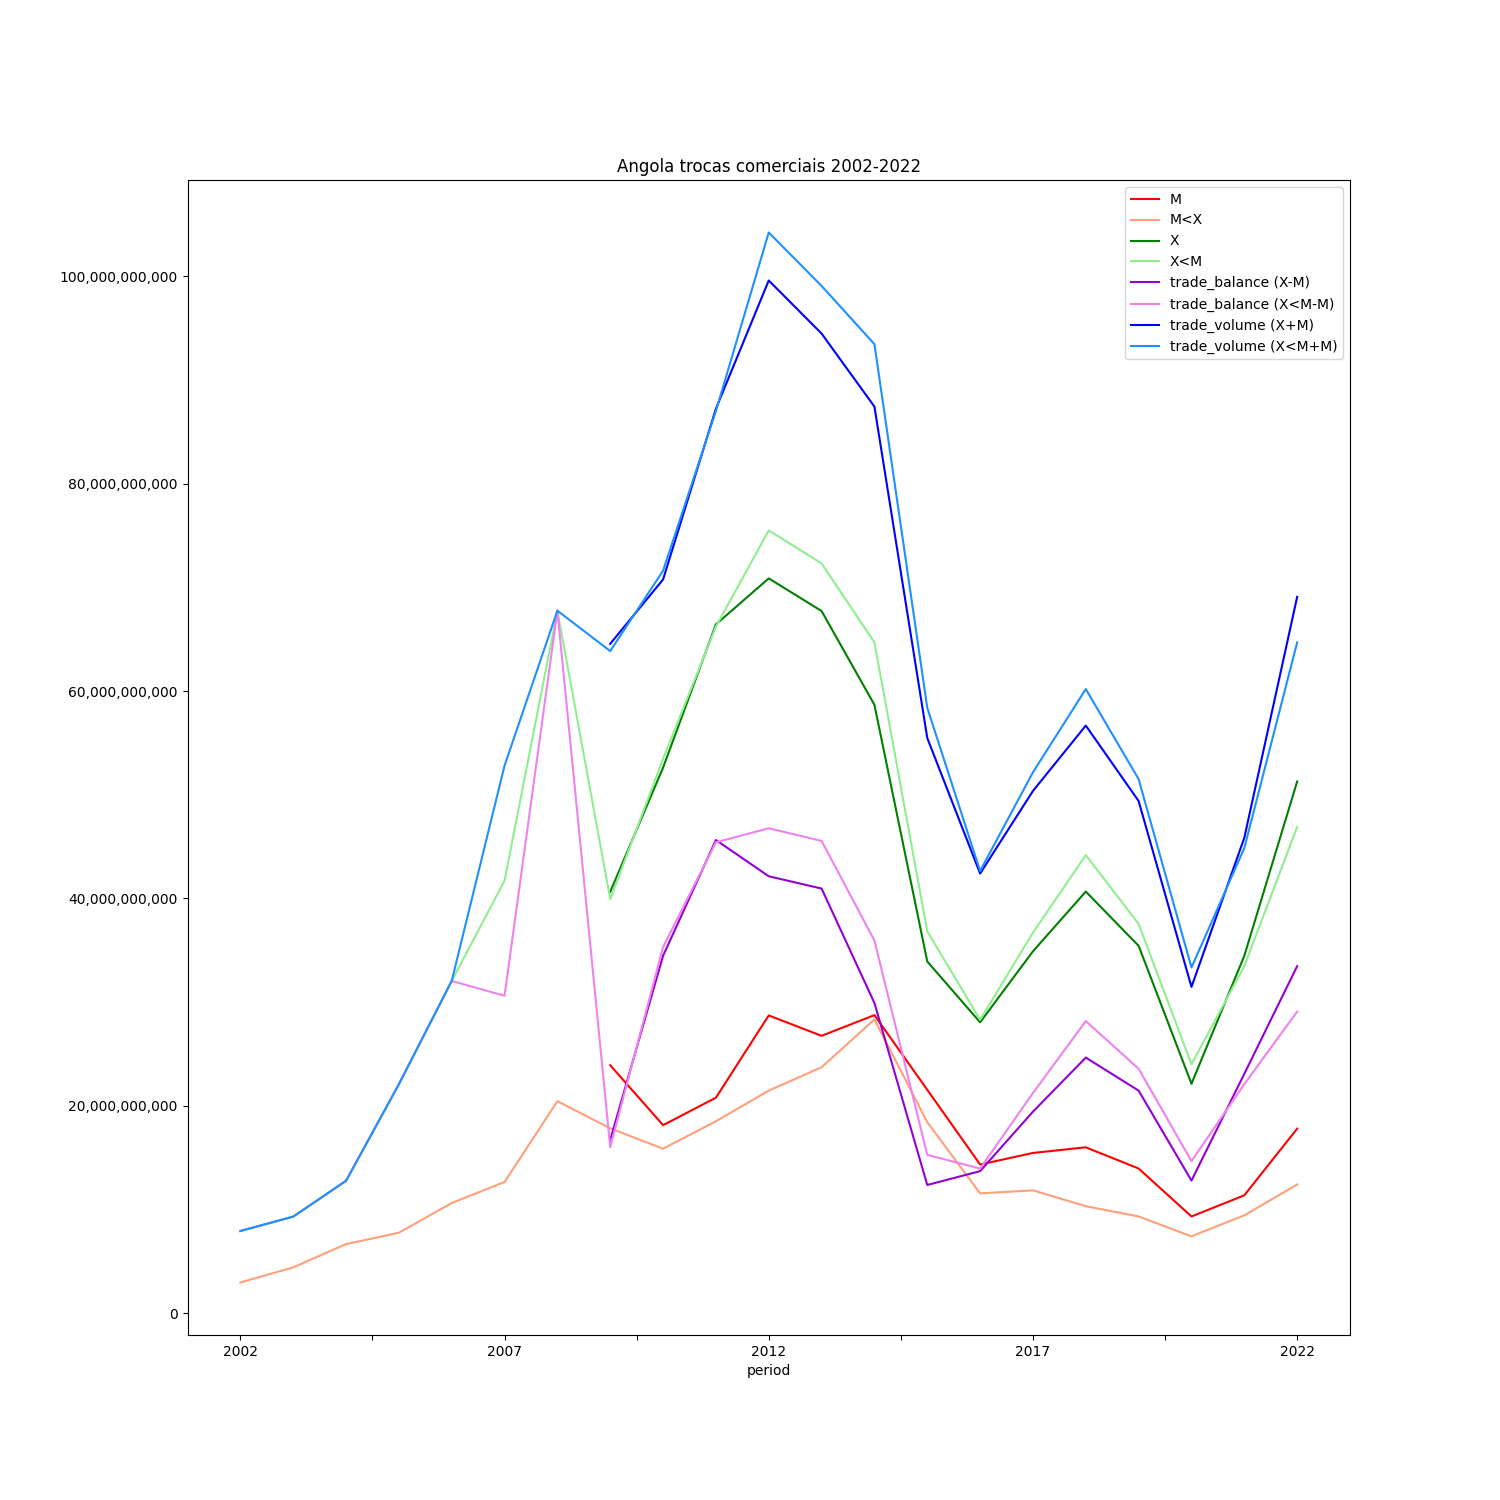 Angola trocas comerciais 2002-2022
M
M<X
X
X<M
trade_balance (X-M)
trade_balance (X<M-M)
trade_volume (X+M)
trade_volume (X<M+M)
100,000,000,000
80,000,000,000
60,000,000,000
40,000,000,000
20,000,000,000
0
2002 2007 2012 2017 2022
period